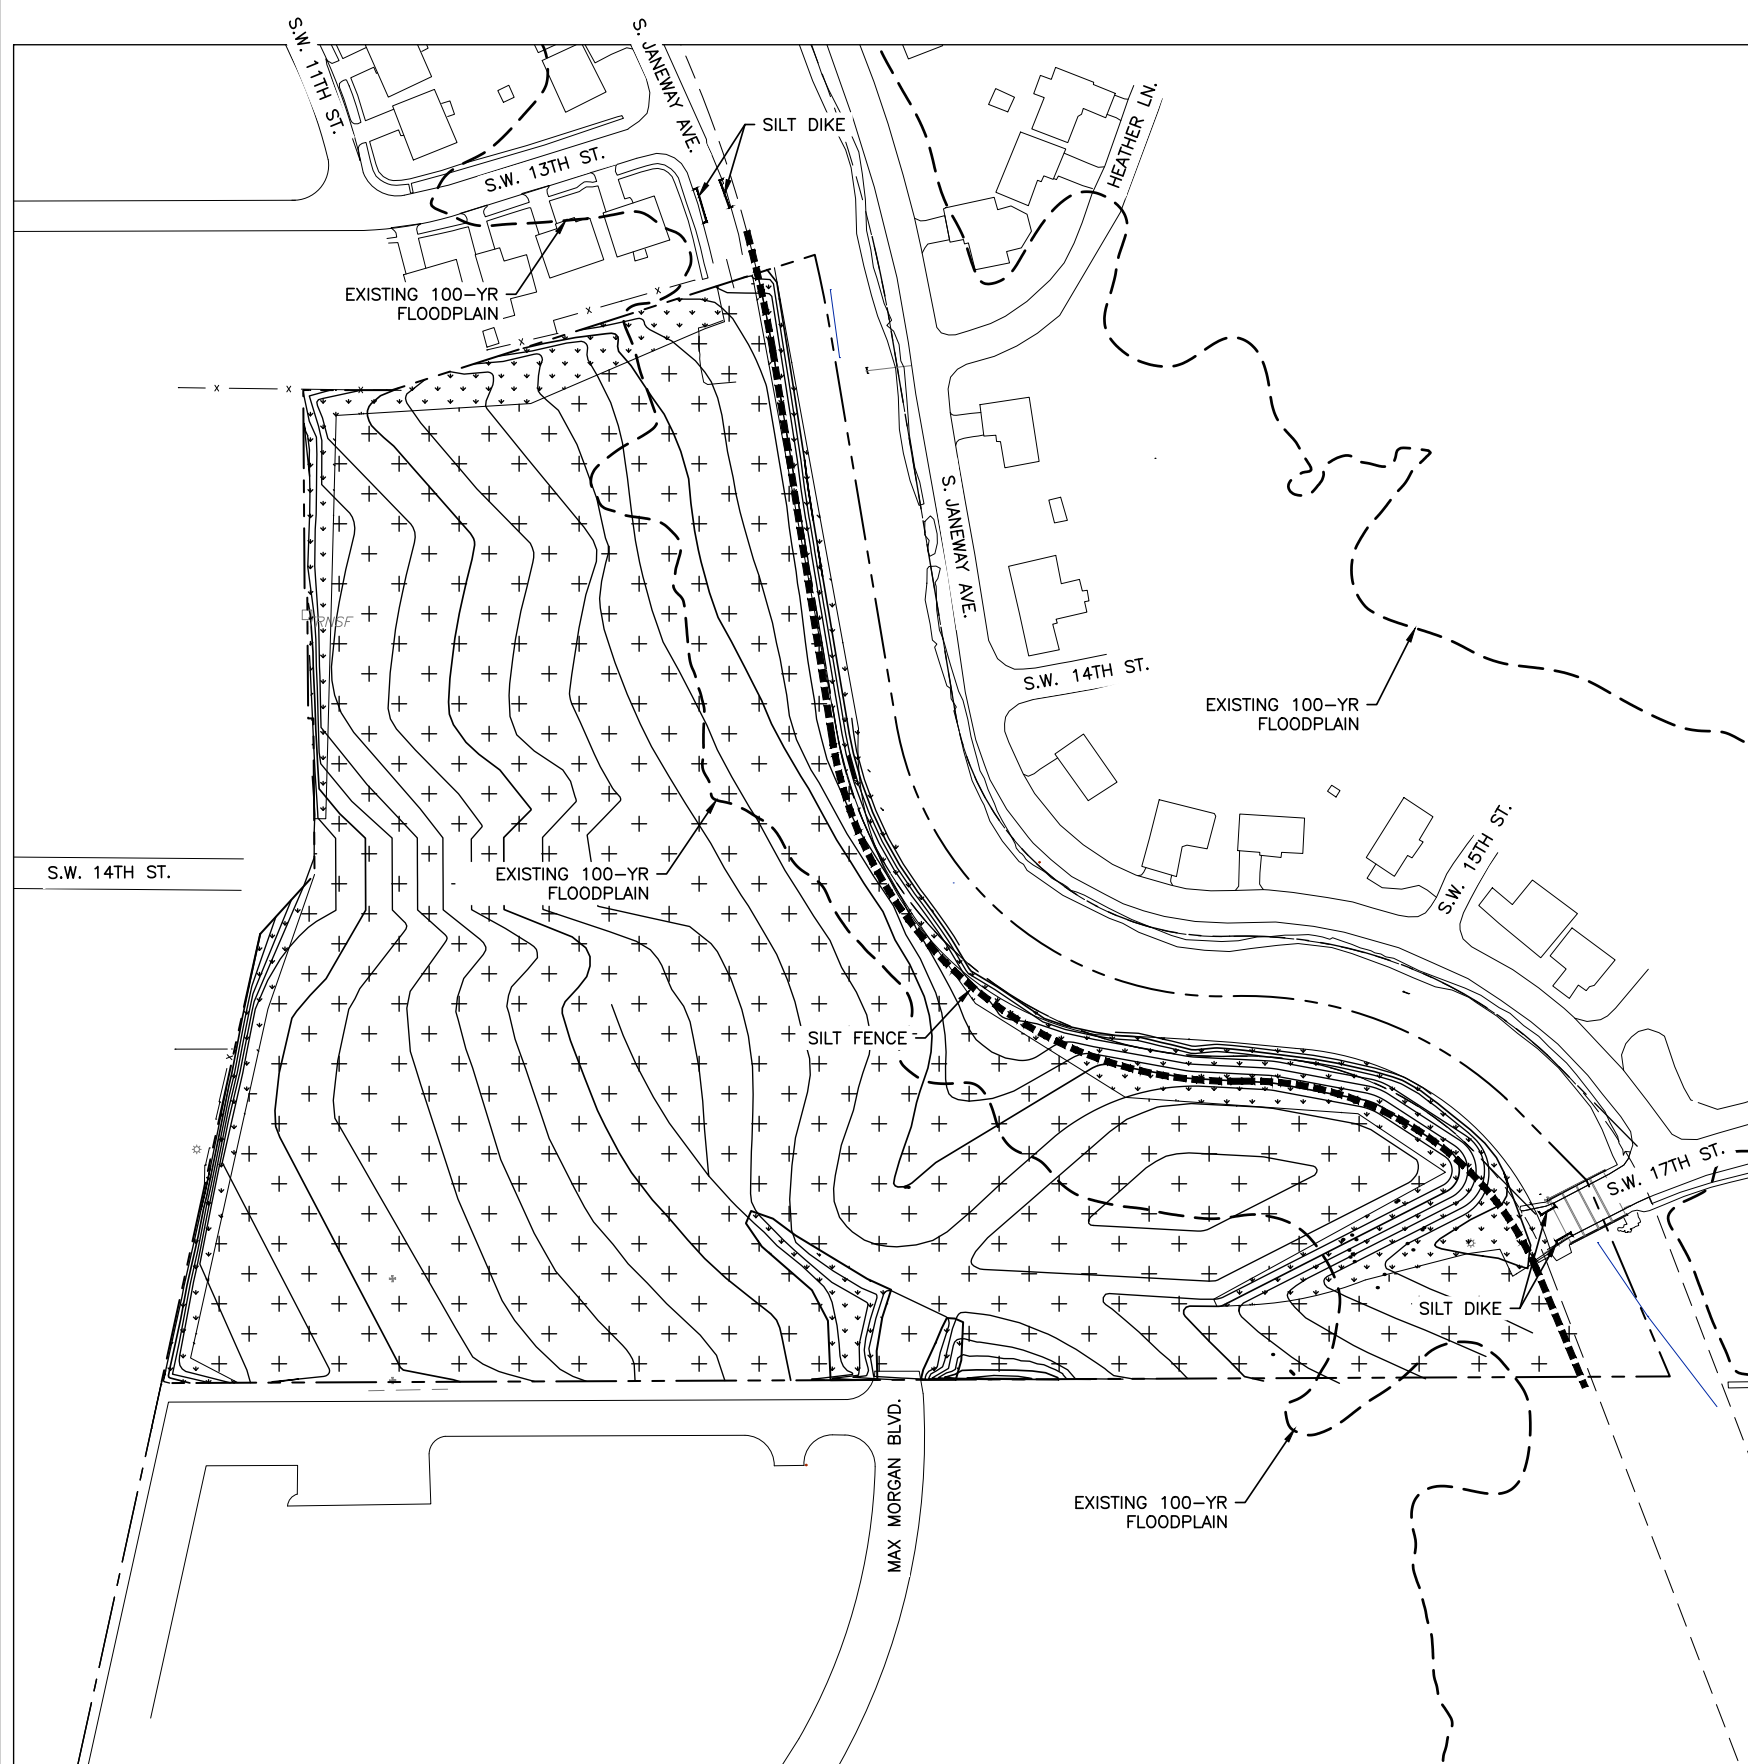 S.W. 11TH ST.
S. JANEWAY AVE.
SILT DIKE
HEATHER LN.
S.W. 13TH ST.
EXISTING 100-YR
FLOODPLAIN
S. JANEWAY AVE.
S.W. 14TH ST.
EXISTING 100-YR
FLOODPLAIN
S.W. 15TH ST.
S.W. 14TH ST.
EXISTING 100-YR
FLOODPLAIN
SILT FENCE
S.W. 17TH ST.
SILT DIKE
MAX MORGAN BLVD.
EXISTING 100-YR
FLOODPLAIN